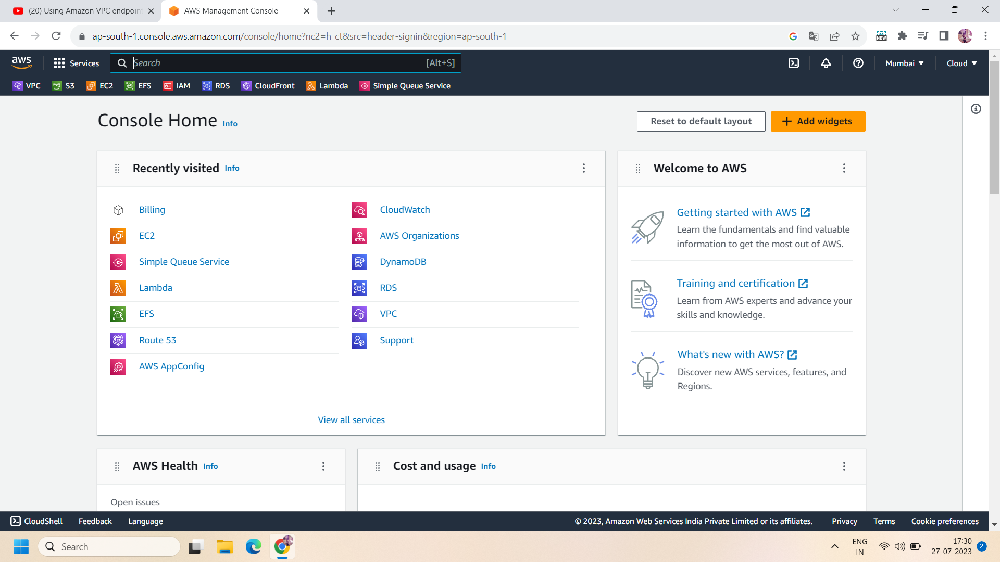 (20) Using Amazon VPC endpoin
AWS Management Console
ap-south-1.console.aws.amazon.com/console/home?nc2=h_ct&src=header-signin&region=ap-south-1
NEW
aws
Services
Search
[Alt+S]
Mumbai
Cloud
VPC
S3
EC2
EFS
IAM
RDS
CloudFront
Lambda
Simple Queue Service
Console Home
Info
Reset to default layout
Add widgets
Recently visited
Info
Billing
EC2
Simple Queue Service
Lambda
EFS
Route 53
AWS AppConfig
CloudWatch
AWS Organizations
DynamoDB
RDS
VPC
Support
View all services
Welcome to AWS
Getting started with AWS
Learn the fundamentals and find valuable
information to get the most out of AWS.
Training and certification
Learn from AWS experts and advance your
skills and knowledge.
What's new with AWS?
Discover new AWS services, features, and
Regions.
AWS Health
Info
Open issues
Cost and usage
Info
CloudShell
Feedback
Language
© 2023, Amazon Web Services India Private Limited or its affiliates.
Privacy
Terms
Cookie preferences
Search
ENG
IN
17:30
27-07-2023
2